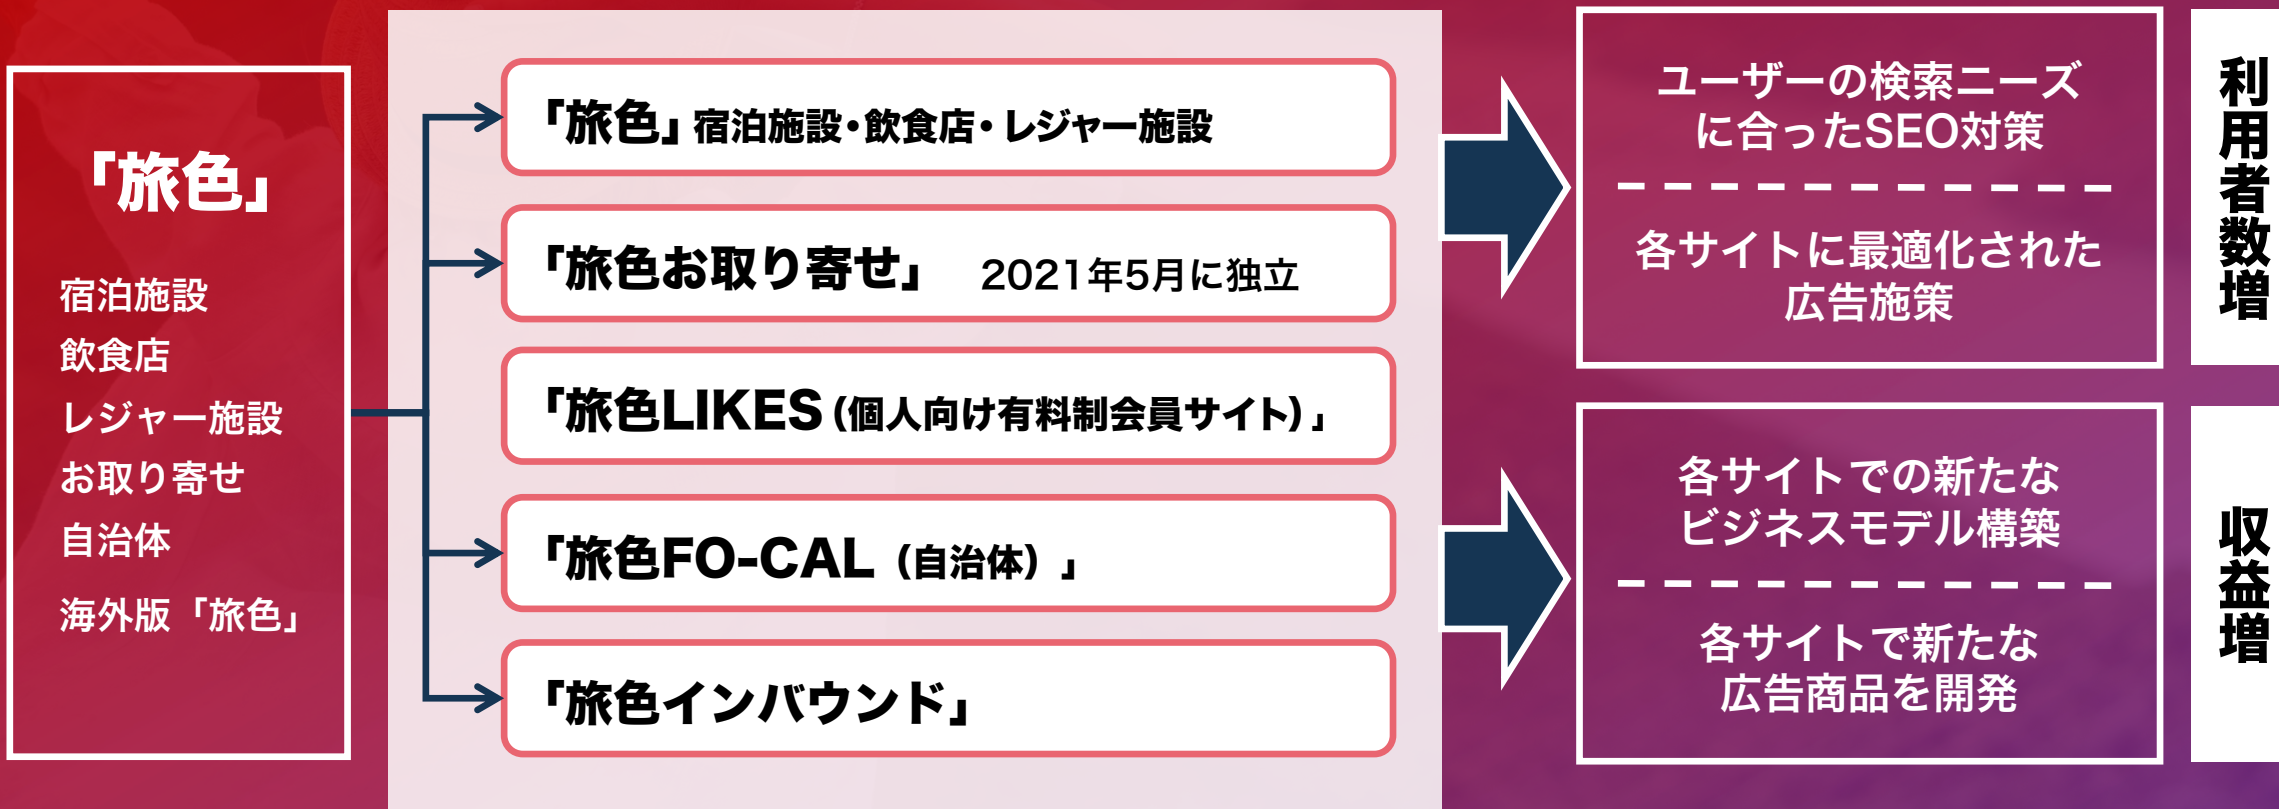 「旅色」
宿泊施設
飲食店
レジャー施設
お取り寄せ
自治体
海外版「旅色」
「旅色」宿泊施設・飲食店・レジャー施設
「旅色お取り寄せ」 2021年5月に独立
「旅色LIKES(個人向け有料制会員サイト)」
「旅色FO-CAL(自治体)」
「旅色インバウンド」
ユーザーの検索ニーズ
に合ったSEO対策
各サイトに最適化された
広告施策
利用者数増
各サイトでの新たな
ビジネスモデル構築
各サイトで新たな
広告商品を開発
収益増